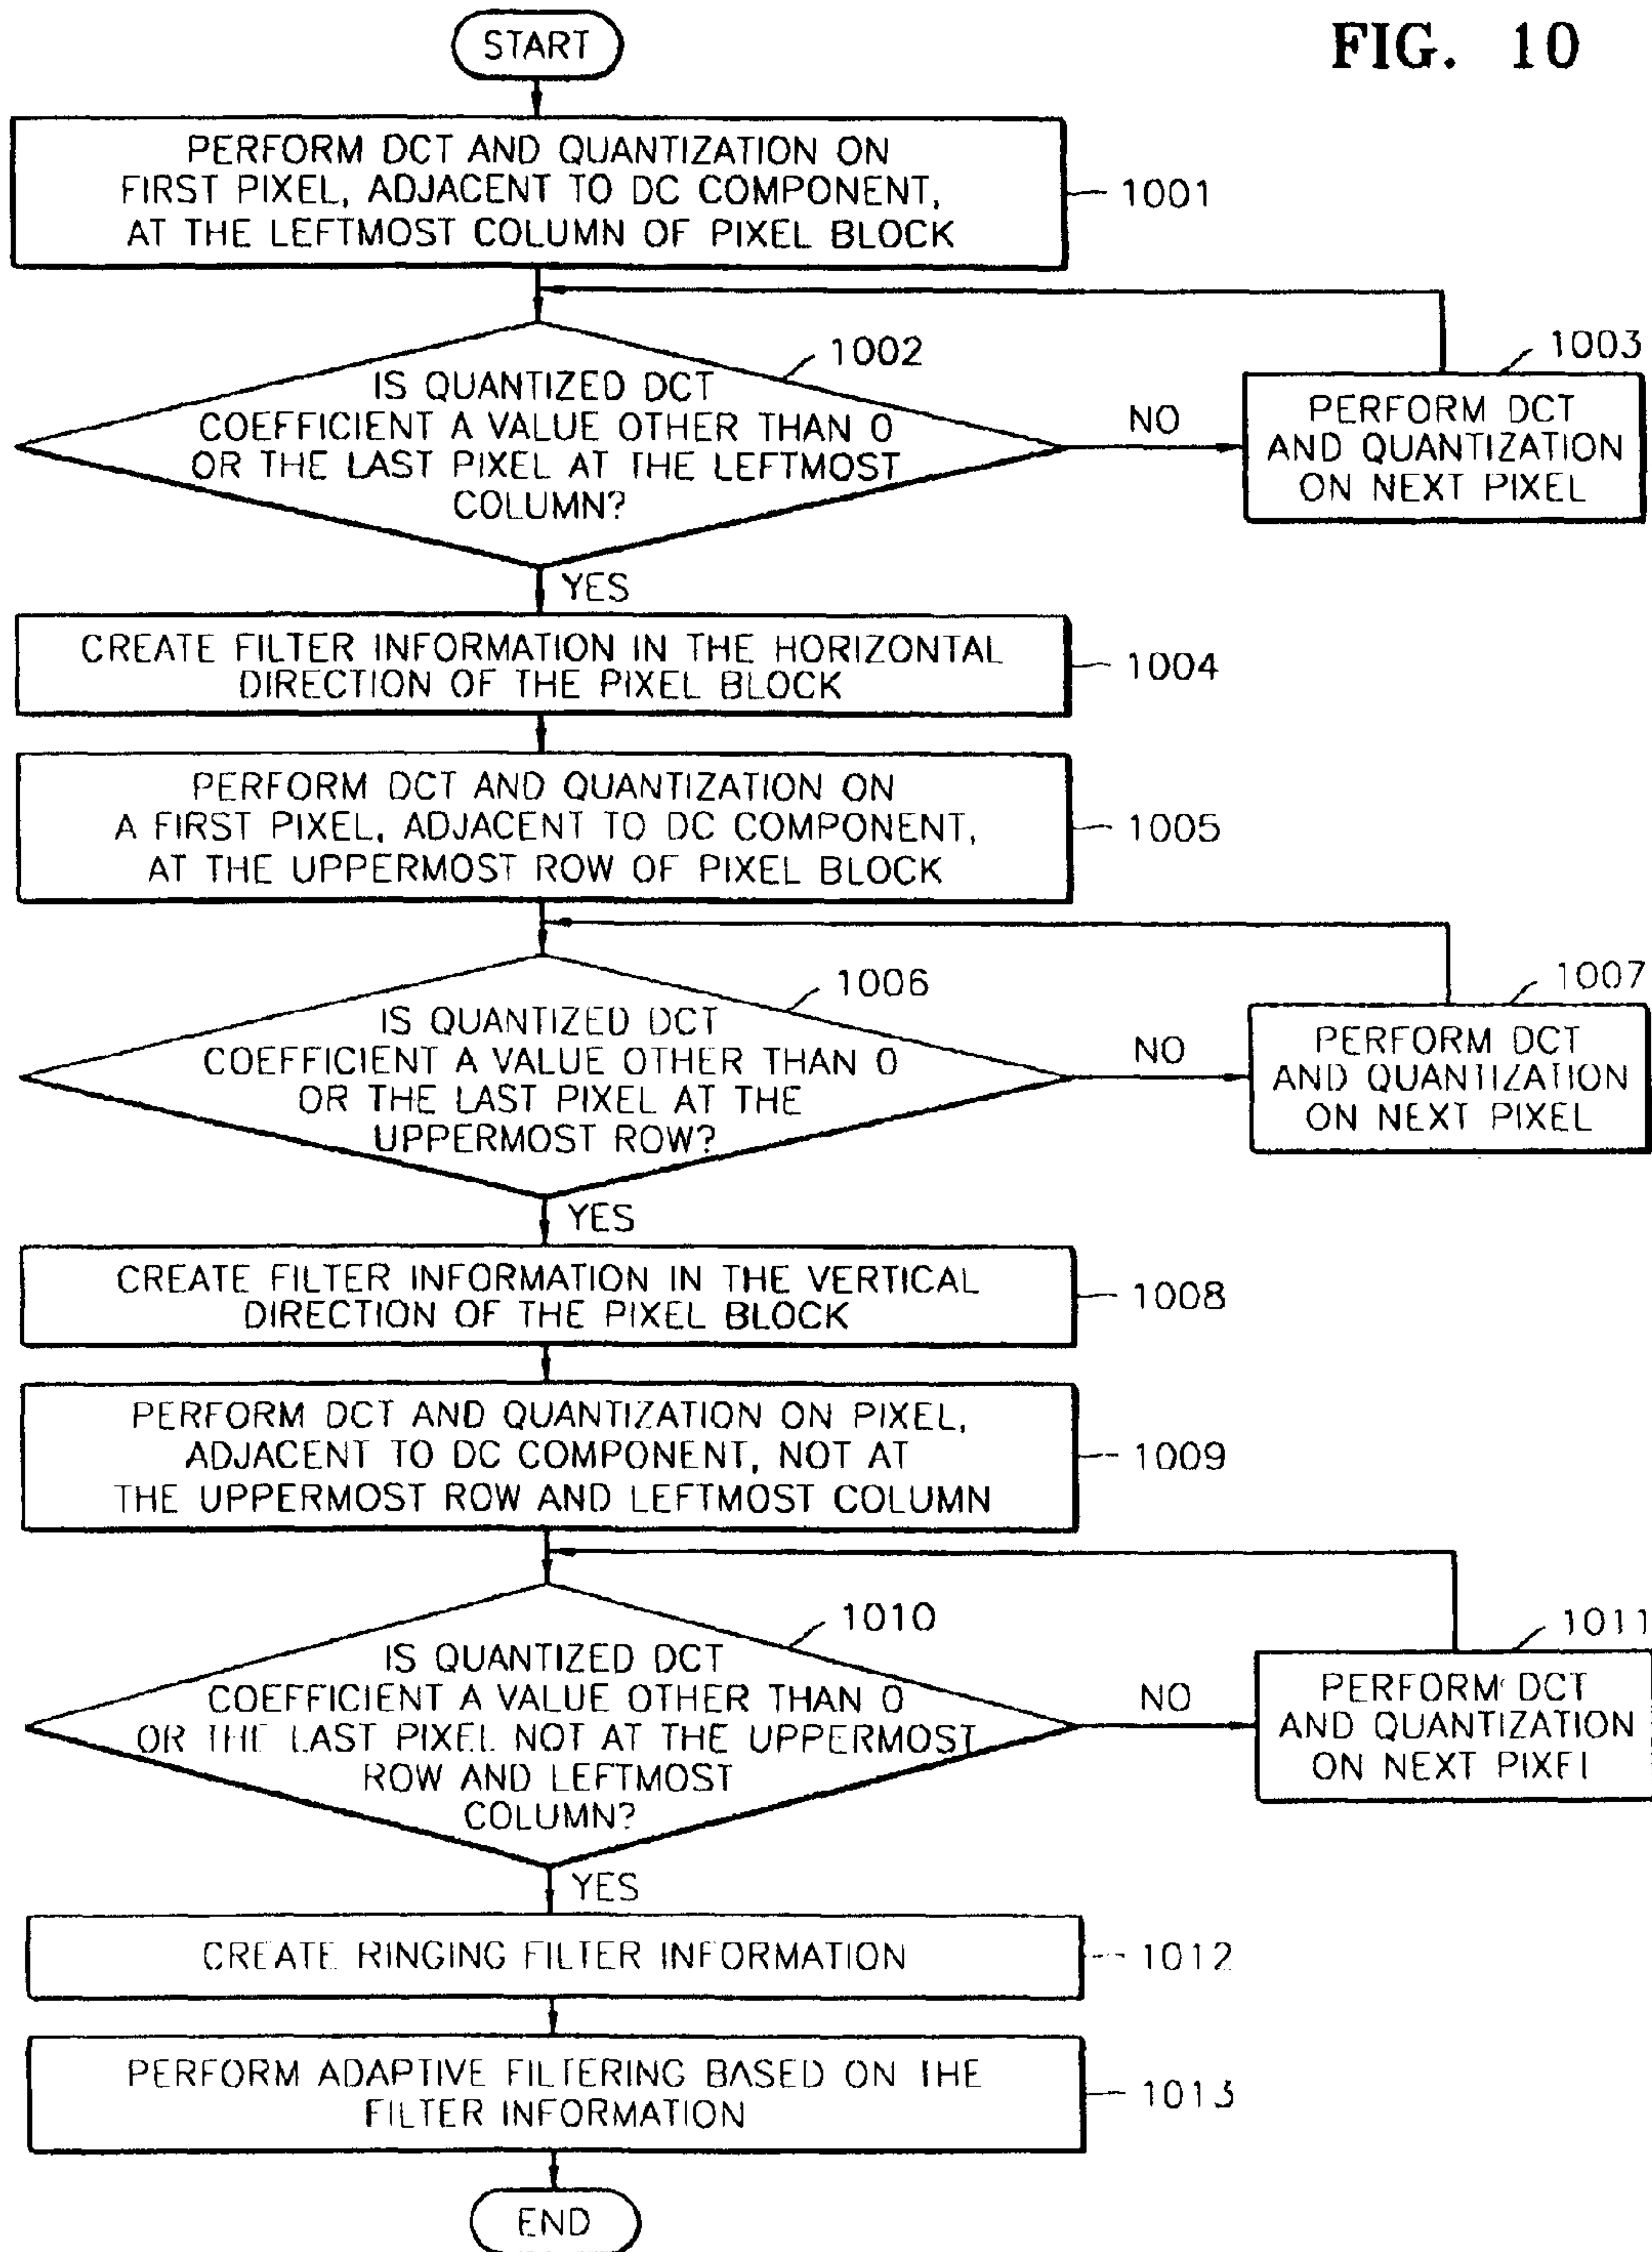 FIG. 10
START
PERFORM DCT AND QUANTIZATION ON
FIRST PIXEL, ADJACENT TO DC COMPONENT,
AT THE LEFTMOST COLUMN OF PIXEL BLOCK
1001
1002
IS QUANTIZED DCT
COEFFICIENT A VALUE OTHER THAN 0
OR THE LAST PIXEL AT THE LEFTMOST
COLUMN?
NO
1003
PERFORM DCT
AND QUANTIZATION
ON NEXT PIXEL
YES
CREATE FILTER INFORMATION IN THE HORIZONTAL
DIRECTION OF THE PIXEL BLOCK
1004
PERFORM DCT AND QUANTIZATION ON
A FIRST PIXEL, ADJACENT TO DC COMPONENT,
AT THE UPPERMOST ROW OF PIXEL BLOCK
1005
1006
IS QUANTIZED DCT
COEFFICIENT A VALUE OTHER THAN 0
OR THE LAST PIXEL AT THE
UPPERMOST ROW?
NO
1007
PERFORM DCT
AND QUANTIZATION
ON NEXT PIXEL
YES
CREATE FILTER INFORMATION IN THE VERTICAL
DIRECTION OF THE PIXEL BLOCK
1008
PERFORM DCT AND QUANTIZATION ON PIXEL,
ADJACENT TO DC COMPONENT, NOT AT
THE UPPERMOST ROW AND LEFTMOST COLUMN
1009
1010
IS QUANTIZED DCT
COEFFICIENT A VALUE OTHER THAN 0
OR THE LAST PIXEL NOT AT THE UPPERMOST
ROW AND LEFTMOST
COLUMN?
NO
1011
PERFORM DCT
AND QUANTIZATION
ON NEXT PIXEL
YES
CREATE RINGING FILTER INFORMATION
1012
PERFORM ADAPTIVE FILTERING BASED ON THE
FILTER INFORMATION
1013
END